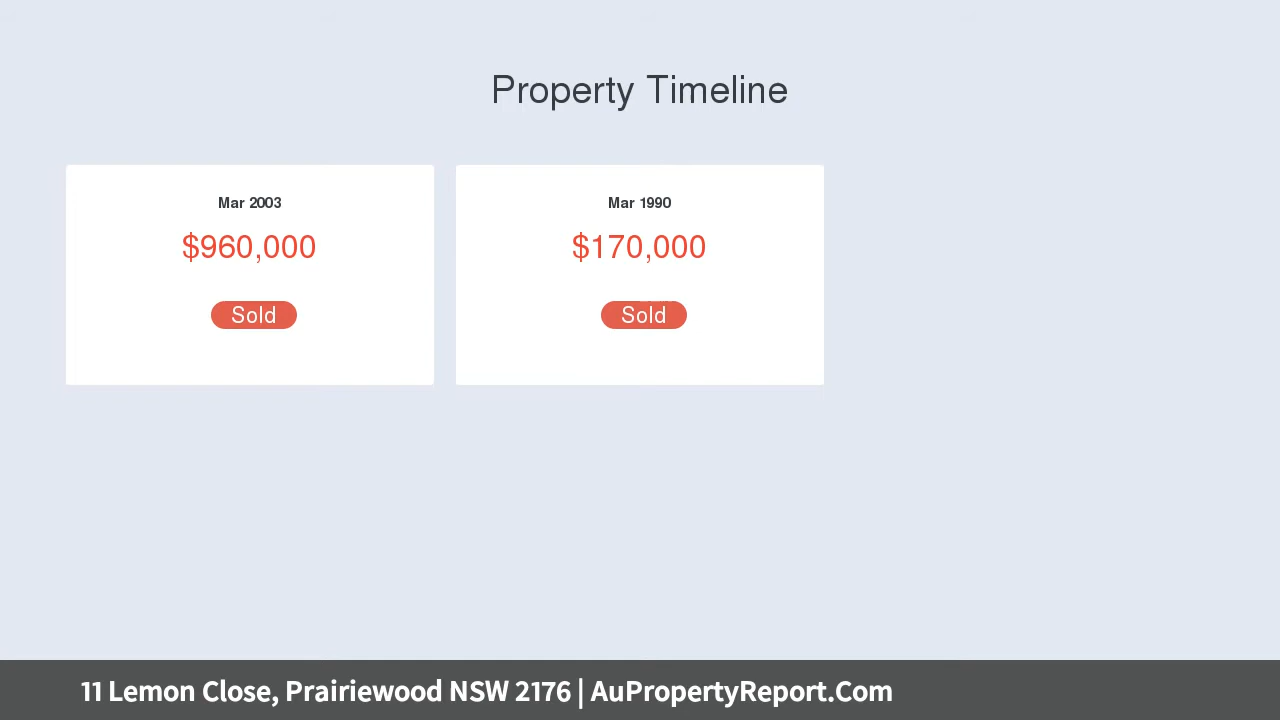 Property Timeline
Mar 2003
$960,000
Sold
Mar 1990
$170,000
Sold
11 Lemon Close, Prairiewood NSW 2176 | AuPropertyReport.Com